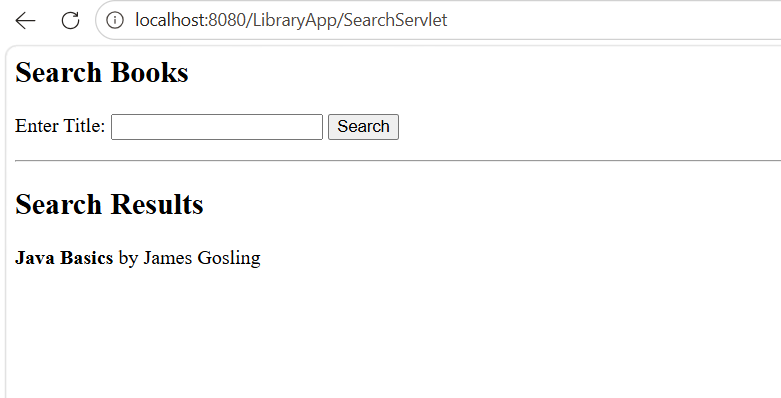 localhost:8080/LibraryApp/SearchServlet
Search Books
Enter Title: Search
Search Results
Java Basics by James Gosling